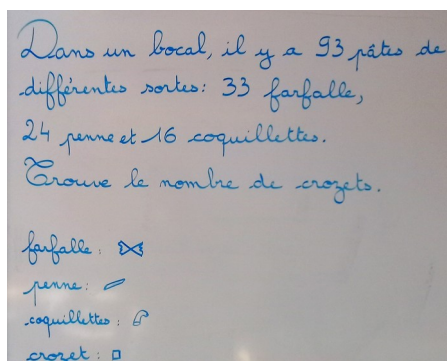 Dans un bocal, il y a 93 pâtes de
différentes sortes: 33 farfalle,
24 penne et 16 coquillettes.
Trouve le nombre de crozets.
farfalle :
penne :
coquillettes :
crozet :